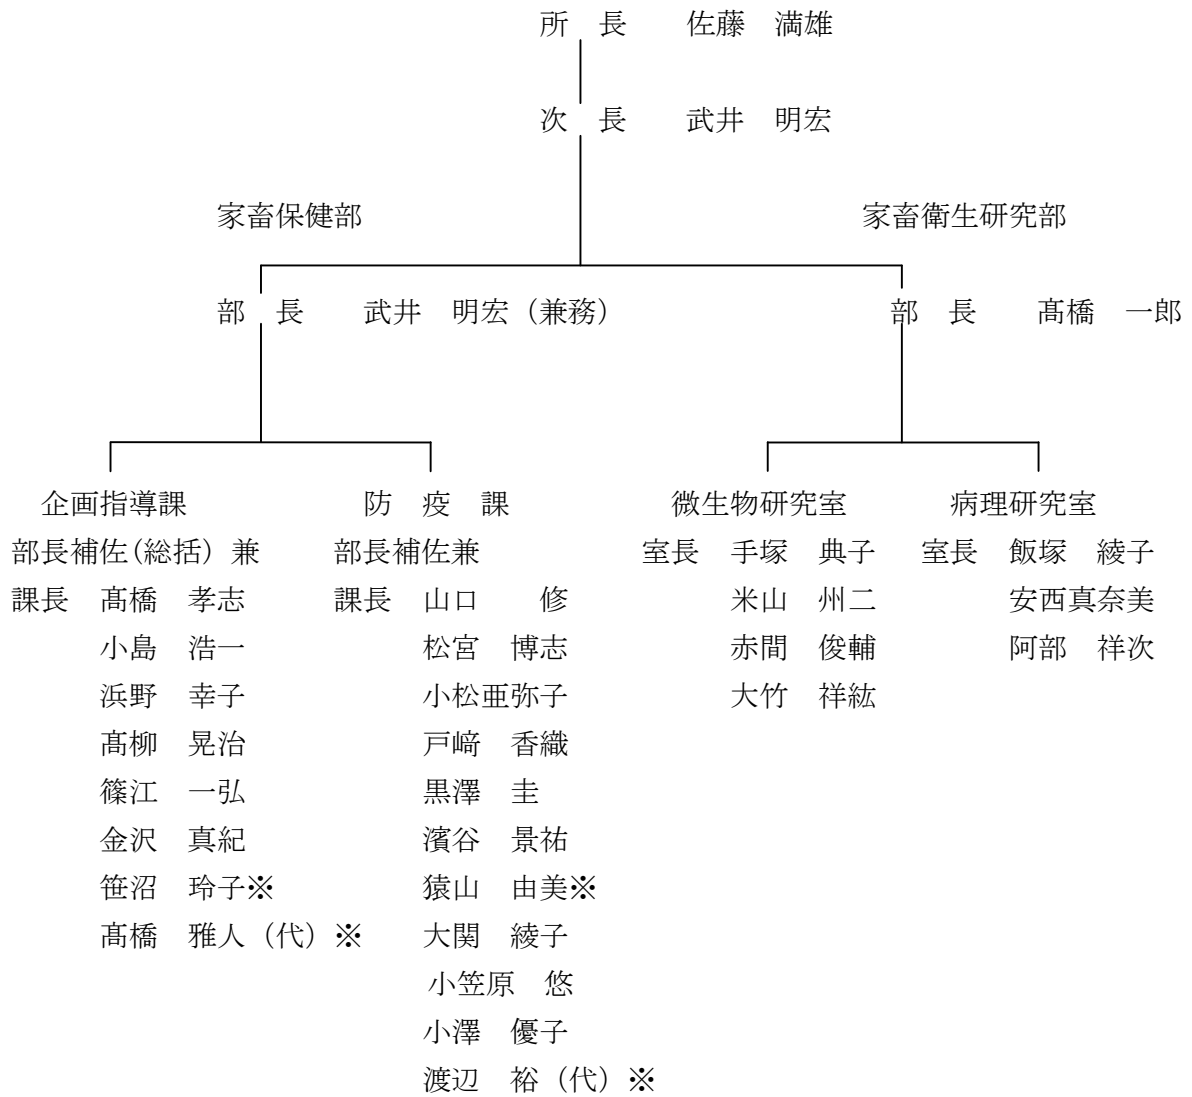 所　長　　佐藤　満雄
次　長　　武井　明宏
家畜保健部
部　長　　武井　明宏（兼務）
企画指導課
部長補佐(総括）兼
課長　髙橋　孝志
小島　浩一
浜野　幸子
髙柳　晃治
篠江　一弘
金沢　真紀
笹沼　玲子※
髙橋　雅人（代）※
防　疫　課
部長補佐兼
課長　山口　　修
松宮　博志
小松亜弥子
戸﨑　香織
黒澤　圭
濱谷　景祐
猿山　由美※
大関　綾子
小笠原　悠
小澤　優子
渡辺　裕（代）※
家畜衛生研究部
部　長　　髙橋　一郎
微生物研究室
室長　手塚　典子
米山　州二
赤間　俊輔
大竹　祥紘
病理研究室
室長　飯塚　綾子
安西真奈美
阿部　祥次